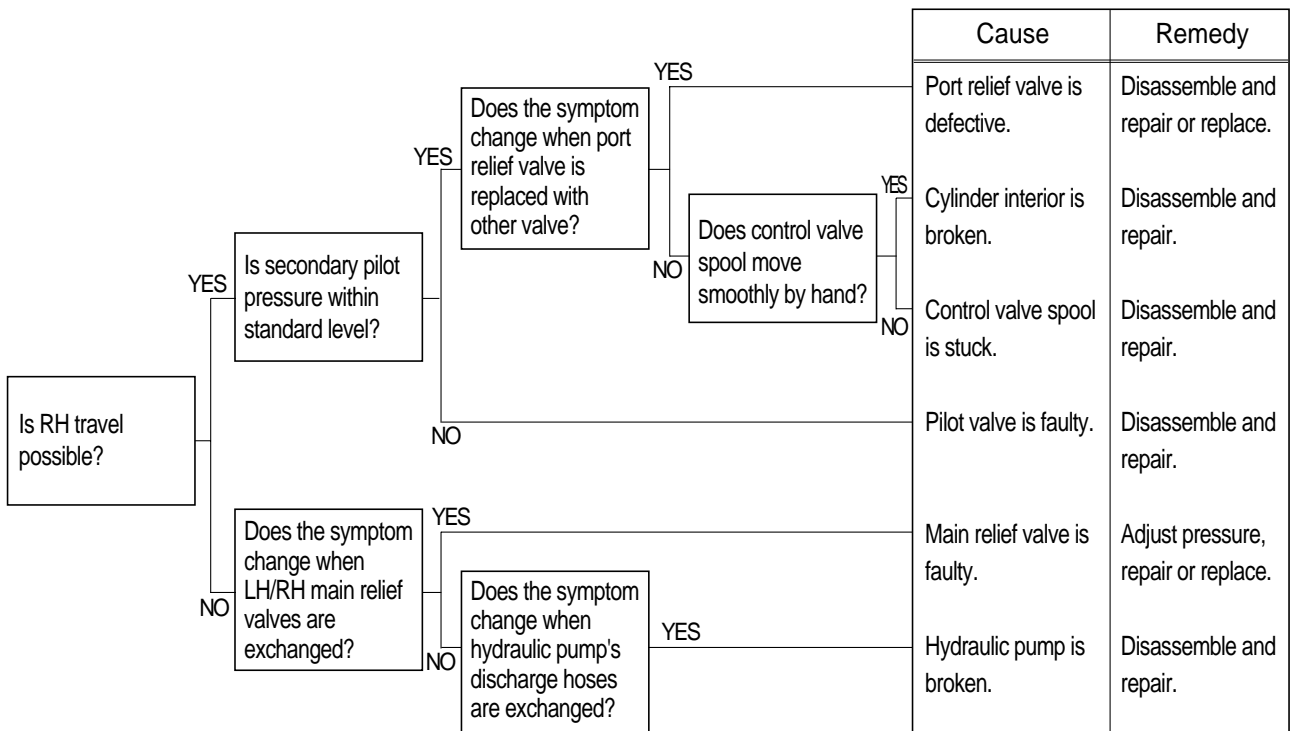 Cause
Remedy
YES
Does the symptom
change when port
relief valve is
replaced with
other valve?
Port relief valve is
defective.
Disassemble and
repair or replace.
YES
YES
Cylinder interior is
broken.
Disassemble and
repair.
Does control valve
spool move
smoothly by hand?
NO
Is secondary pilot
pressure within
standard level?
YES
NO
Control valve spool
is stuck.
Disassemble and
repair.
Is RH travel
possible?
NO
Pilot valve is faulty.
Disassemble and
repair.
YES
Does the symptom
change when
LH/RH main relief
valves are
exchanged?
NO
Main relief valve is
faulty.
Adjust pressure,
repair or replace.
Does the symptom
change when
hydraulic pump's
discharge hoses
are exchanged?
NO
YES
Hydraulic pump is
broken.
Disassemble and
repair.